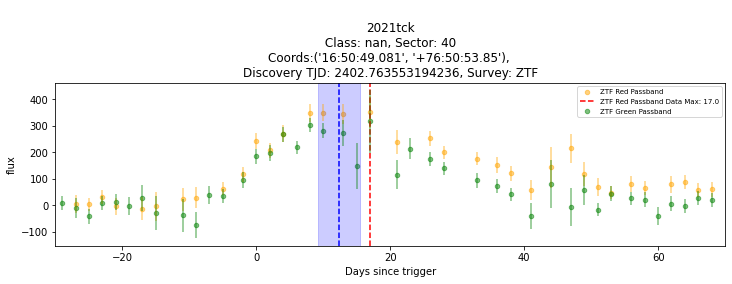 2021tck
Class: nan, Sector: 40
Coords:('16:50:49.081', '+76:50:53.85'),
Discovery TJD: 2402.763553194236, Survey: ZTF
ZTF Red Passband
ZTF Red Passband Data Max: 17.0
ZTF Green Passband
400
300
200
100
0
−100
flux
−20
0
20
40
60
Days since trigger